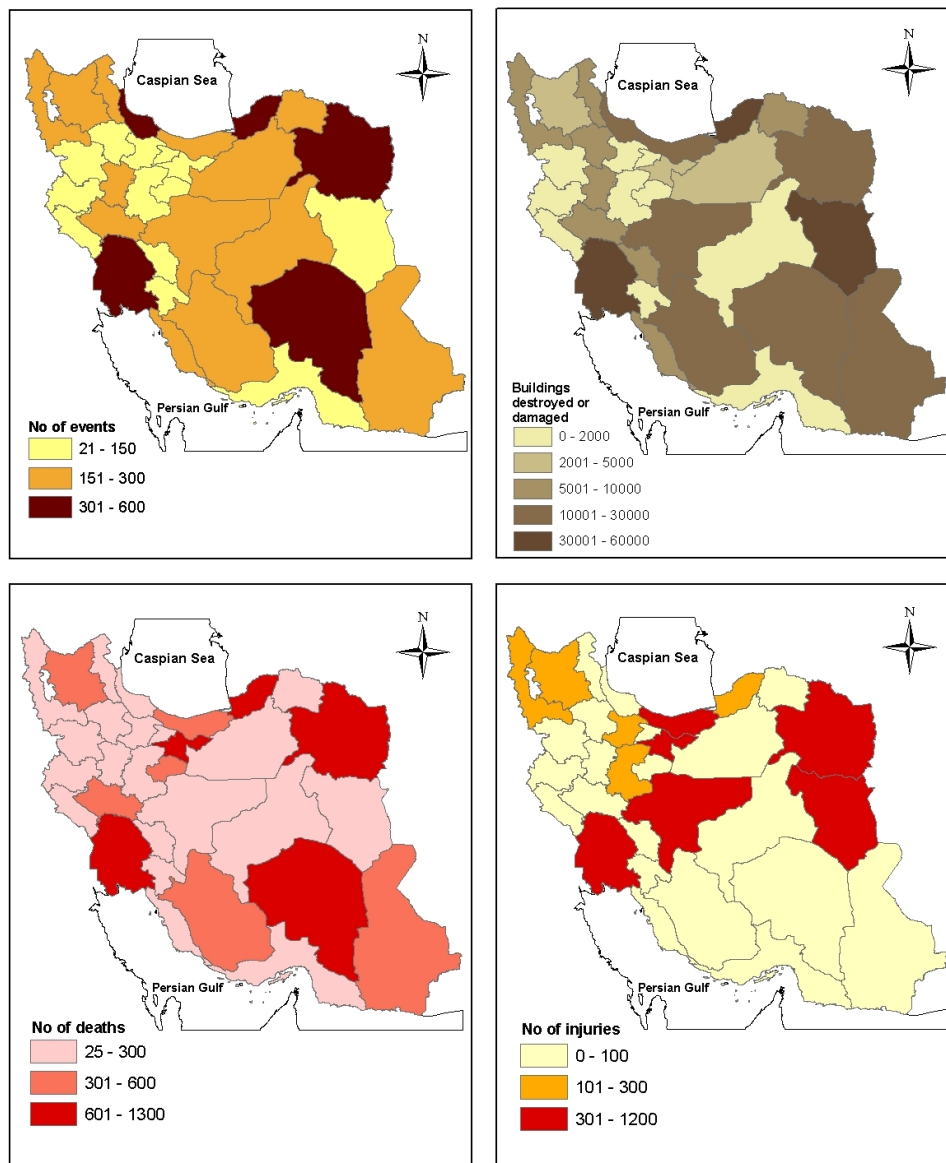 N
Caspian Sea
Persian Gulf
No of events
21 - 150
151 - 300
301 - 600
N
Caspian Sea
Persian Gulf
Buildings
destroyed or
damaged
0 - 2000
2001 - 5000
5001 - 10000
10001 - 30000
30001 - 60000
N
Caspian Sea
Persian Gulf
No of deaths
25 - 300
301 - 600
601 - 1300
N
Caspian Sea
Persian Gulf
No of injuries
0 - 100
101 - 300
301 - 1200